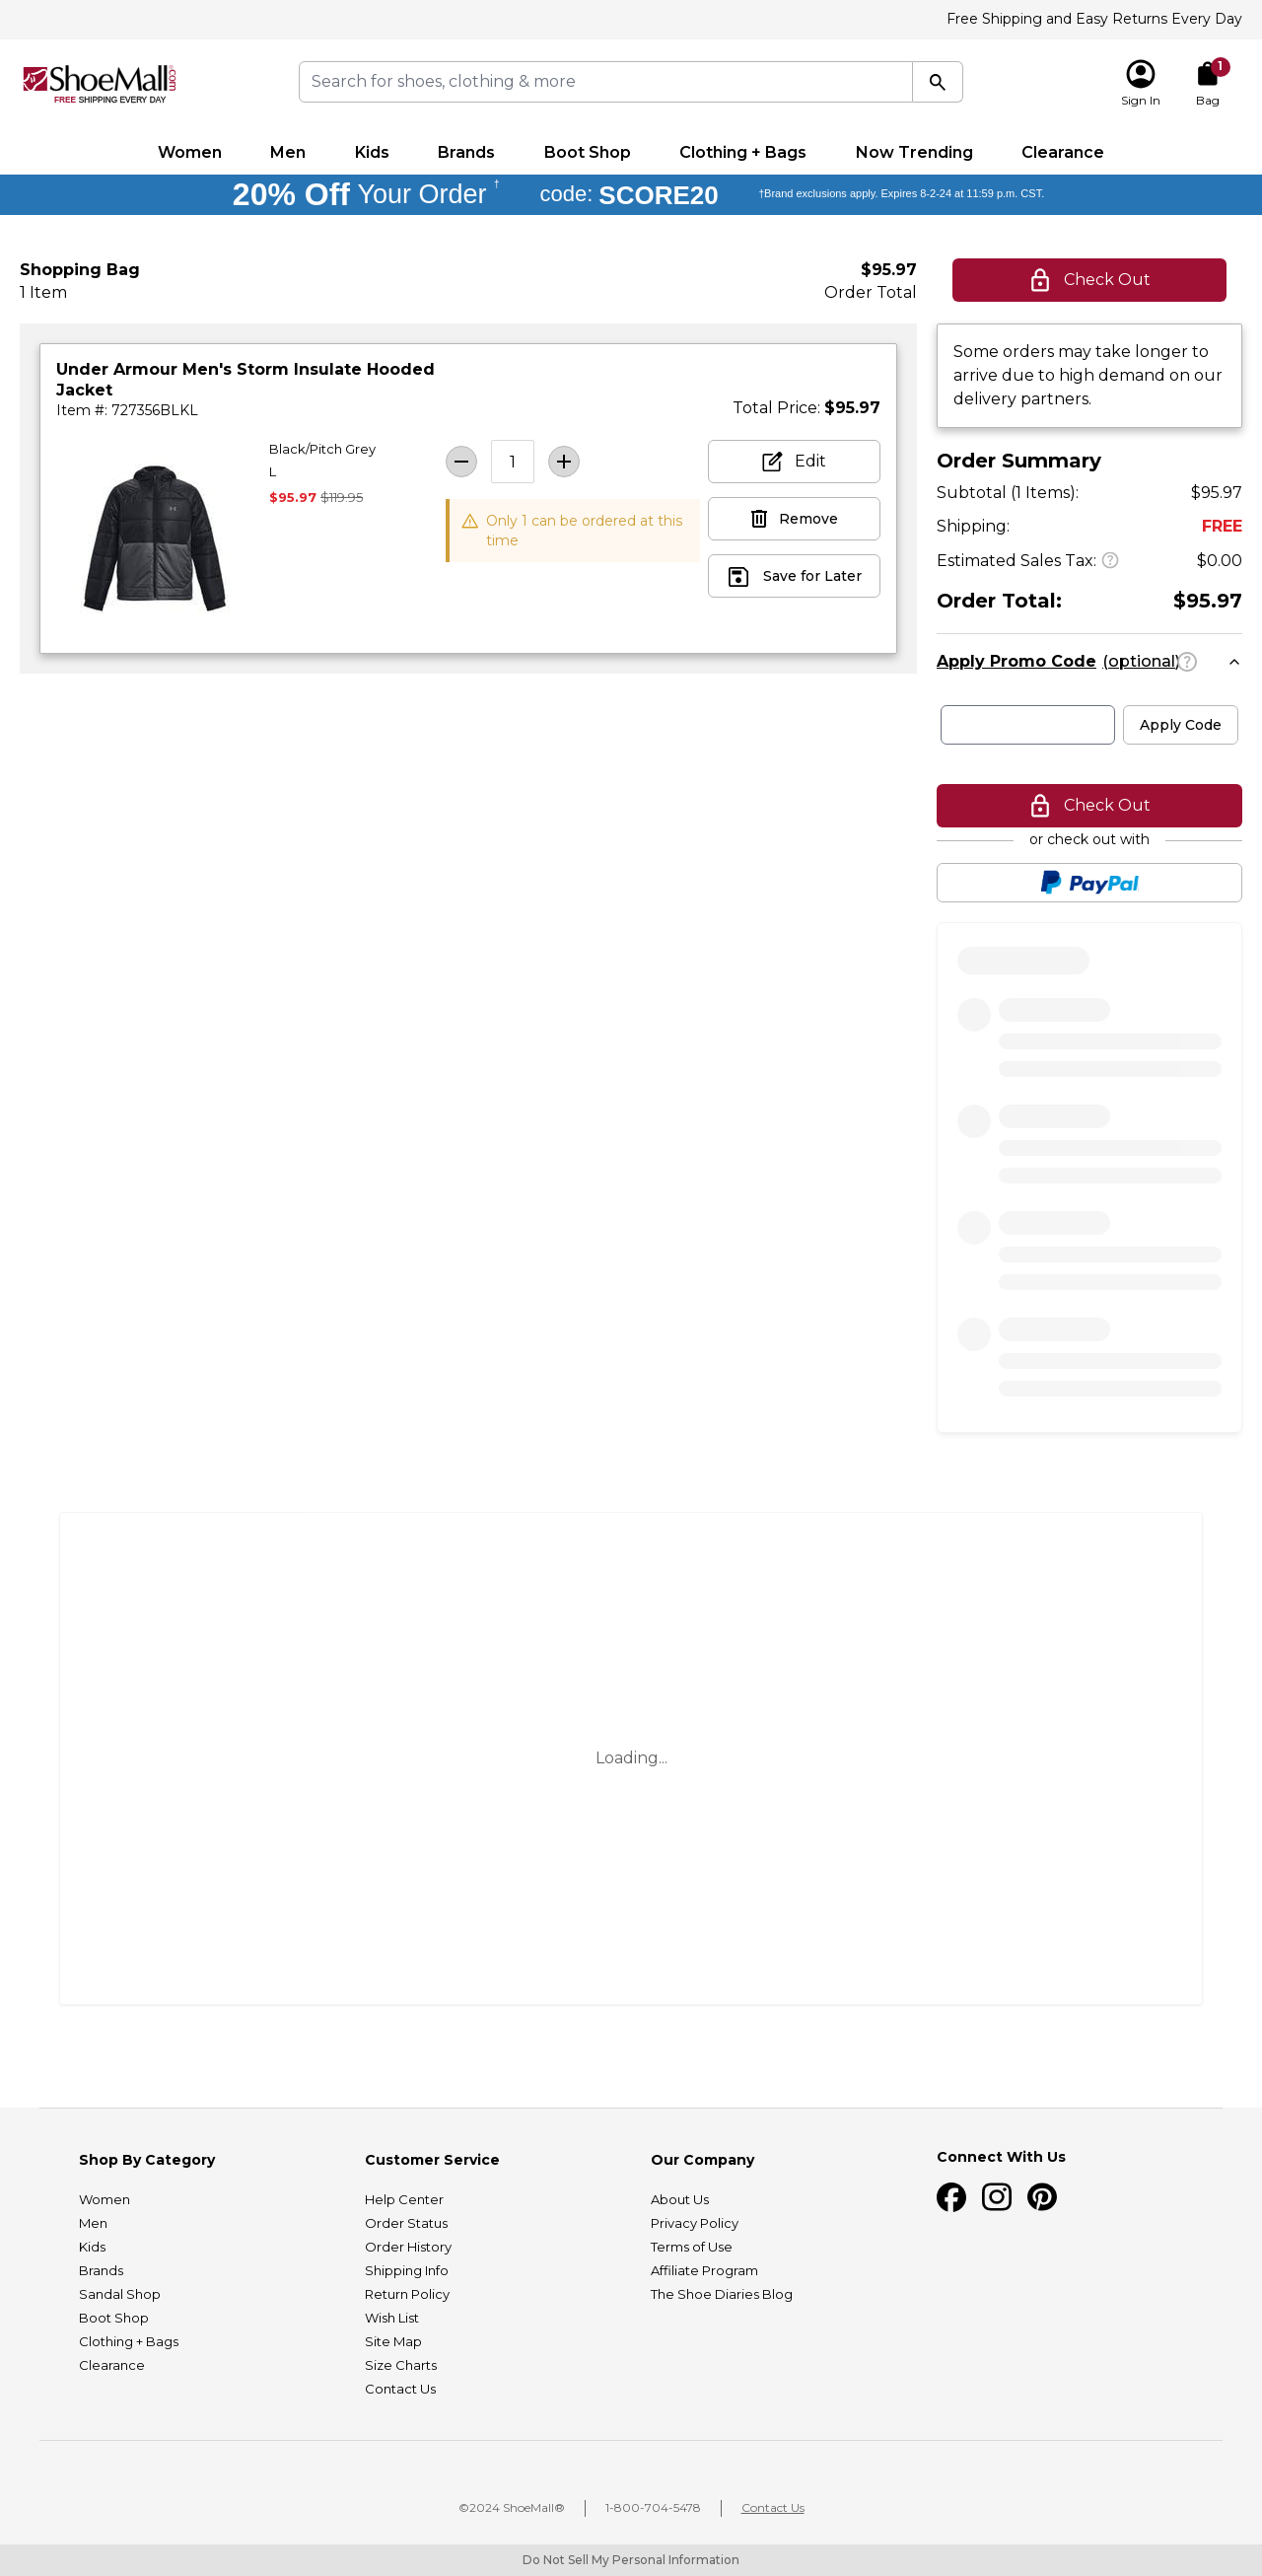 Free Shipping and Easy Returns Every Day
ShoeMall.com
FREE SHIPPING EVERY DAY
Search for shoes, clothing & more
1
Sign In
Bag
Women Men Kids Brands Boot Shop Clothing + Bags Now Trending Clearance
20% Off Your Order † code: SCORE20 †Brand exclusions apply. Expires 8-2-24 at 11:59 p.m. CST.
Shopping Bag
1 Item
$95.97
Order Total
Check Out
Under Armour Men's Storm Insulate Hooded
Jacket
Item #: 727356BLKL
Total Price: $95.97
Black/Pitch Grey
L
$95.97 $119.95
1
Only 1 can be ordered at this
time
Edit
Remove
Save for Later
Some orders may take longer to
arrive due to high demand on our
delivery partners.
Order Summary
Subtotal (1 Items): $95.97
Shipping: FREE
Estimated Sales Tax: ? $0.00
Order Total: $95.97
Apply Promo Code (optional) ?
Apply Code
Check Out
or check out with
PayPal
Loading...
Shop By Category
Women
Men
Kids
Brands
Sandal Shop
Boot Shop
Clothing + Bags
Clearance
Customer Service
Help Center
Order Status
Order History
Shipping Info
Return Policy
Wish List
Site Map
Size Charts
Contact Us
Our Company
About Us
Privacy Policy
Terms of Use
Affiliate Program
The Shoe Diaries Blog
Connect With Us
©2024 ShoeMall® 1-800-704-5478 Contact Us
Do Not Sell My Personal Information